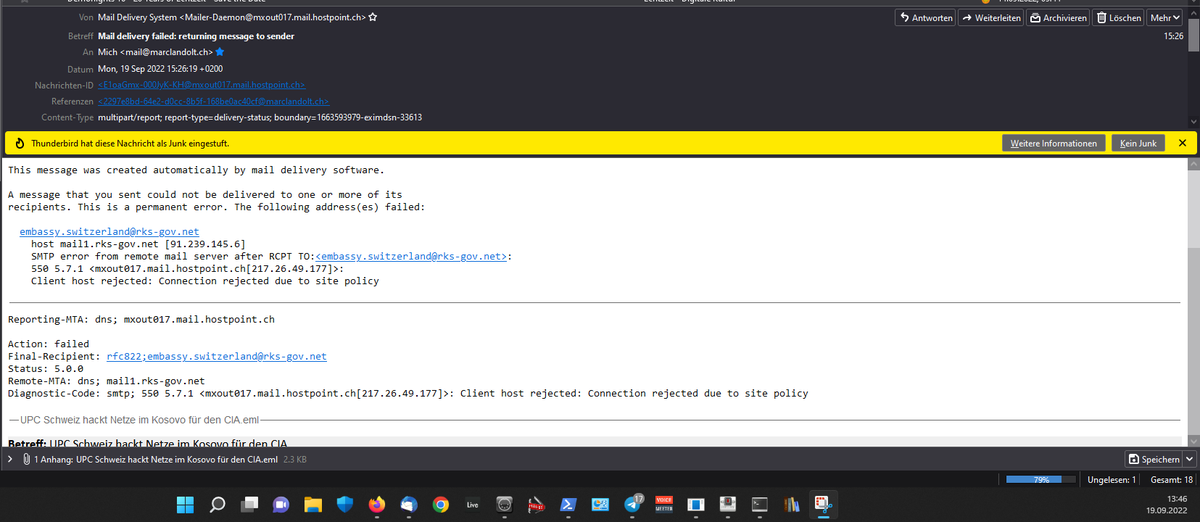 Von Mail Delivery System <Mailer-Daemon@mxout017.mail.hostpoint.ch>
Antworten Weiterleiten Archivieren Löschen Mehr
Betreff Mail delivery failed: returning message to sender 15:26
An Mich <mail@marclandolt.ch>
Datum Mon, 19 Sep 2022 15:26:19 +0200
Nachrichten-ID <E1oaGmx-000JyK-KH@mxout017.mail.hostpoint.ch>
Referenzen <2297e8bd-64e2-d0cc-8b5f-168be0ac40cf@marclandolt.ch>
Content-Type multipart/report; report-type=delivery-status; boundary=1663593979-eximdsn-33613
Thunderbird hat diese Nachricht als Junk eingestuft. Weitere Informationen Kein Junk
This message was created automatically by mail delivery software.
A message that you sent could not be delivered to one or more of its
recipients. This is a permanent error. The following address(es) failed:
embassy.switzerland@rks-gov.net
host mail1.rks-gov.net [91.239.145.6]
SMTP error from remote mail server after RCPT TO:<embassy.switzerland@rks-gov.net>:
550 5.7.1 <mxout017.mail.hostpoint.ch[217.26.49.177]>:
Client host rejected: Connection rejected due to site policy
Reporting-MTA: dns; mxout017.mail.hostpoint.ch
Action: failed
Final-Recipient: rfc822;embassy.switzerland@rks-gov.net
Status: 5.0.0
Remote-MTA: dns; mail1.rks-gov.net
Diagnostic-Code: smtp; 550 5.7.1 <mxout017.mail.hostpoint.ch[217.26.49.177]>: Client host rejected: Connection rejected due to site policy
UPC Schweiz hackt Netze im Kosovo für den CIA.eml
Betreff: UPC Schweiz hackt Netze im Kosovo für den CIA
1 Anhang: UPC Schweiz hackt Netze im Kosovo für den CIA.eml 2.3 KB Speichern
79% Ungelesen: 1 Gesamt: 18
Live
17
VOICE
MEETER
13:46
19.09.2022